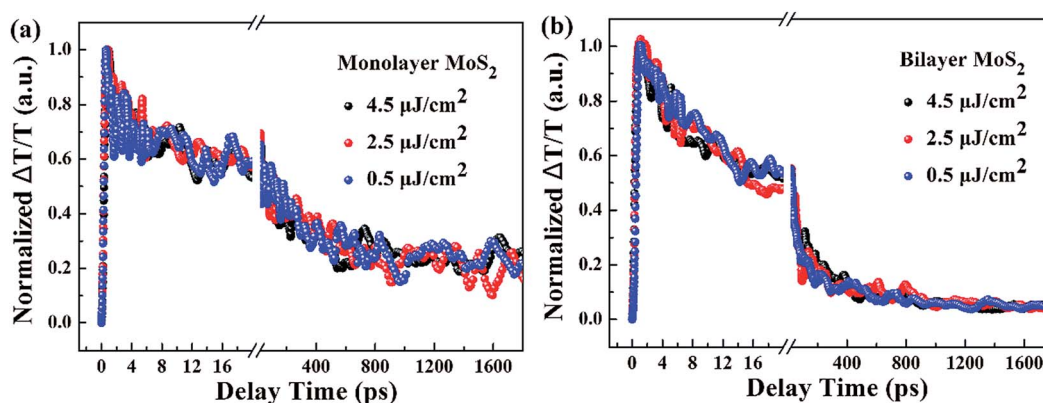 (a)
Normalized ΔT/T (a.u.)
1.0
0.8
0.6
0.4
0.2
0.0
Monolayer MoS2
4.5 μJ/cm2
2.5 μJ/cm2
0.5 μJ/cm2
0 4 8 12 16 400 800 1200 1600
Delay Time (ps)
(b)
Normalized ΔT/T (a.u.)
1.0
0.8
0.6
0.4
0.2
0.0
Bilayer MoS2
4.5 μJ/cm2
2.5 μJ/cm2
0.5 μJ/cm2
0 4 8 12 16 400 800 1200 1600
Delay Time (ps)